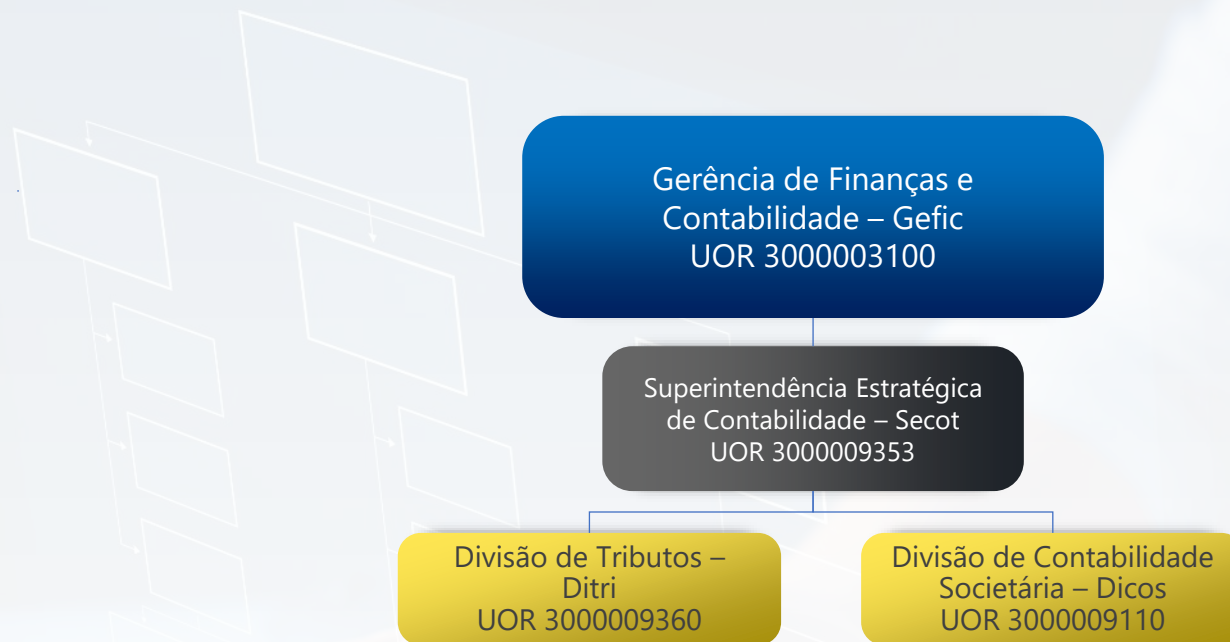 Gerência de Finanças e
Contabilidade – Gefic
UOR 3000003100
Superintendência Estratégica
de Contabilidade – Secot
UOR 3000009353
Divisão de Tributos –
Ditri
UOR 3000009360
Divisão de Contabilidade
Societária – Dicos
UOR 3000009110